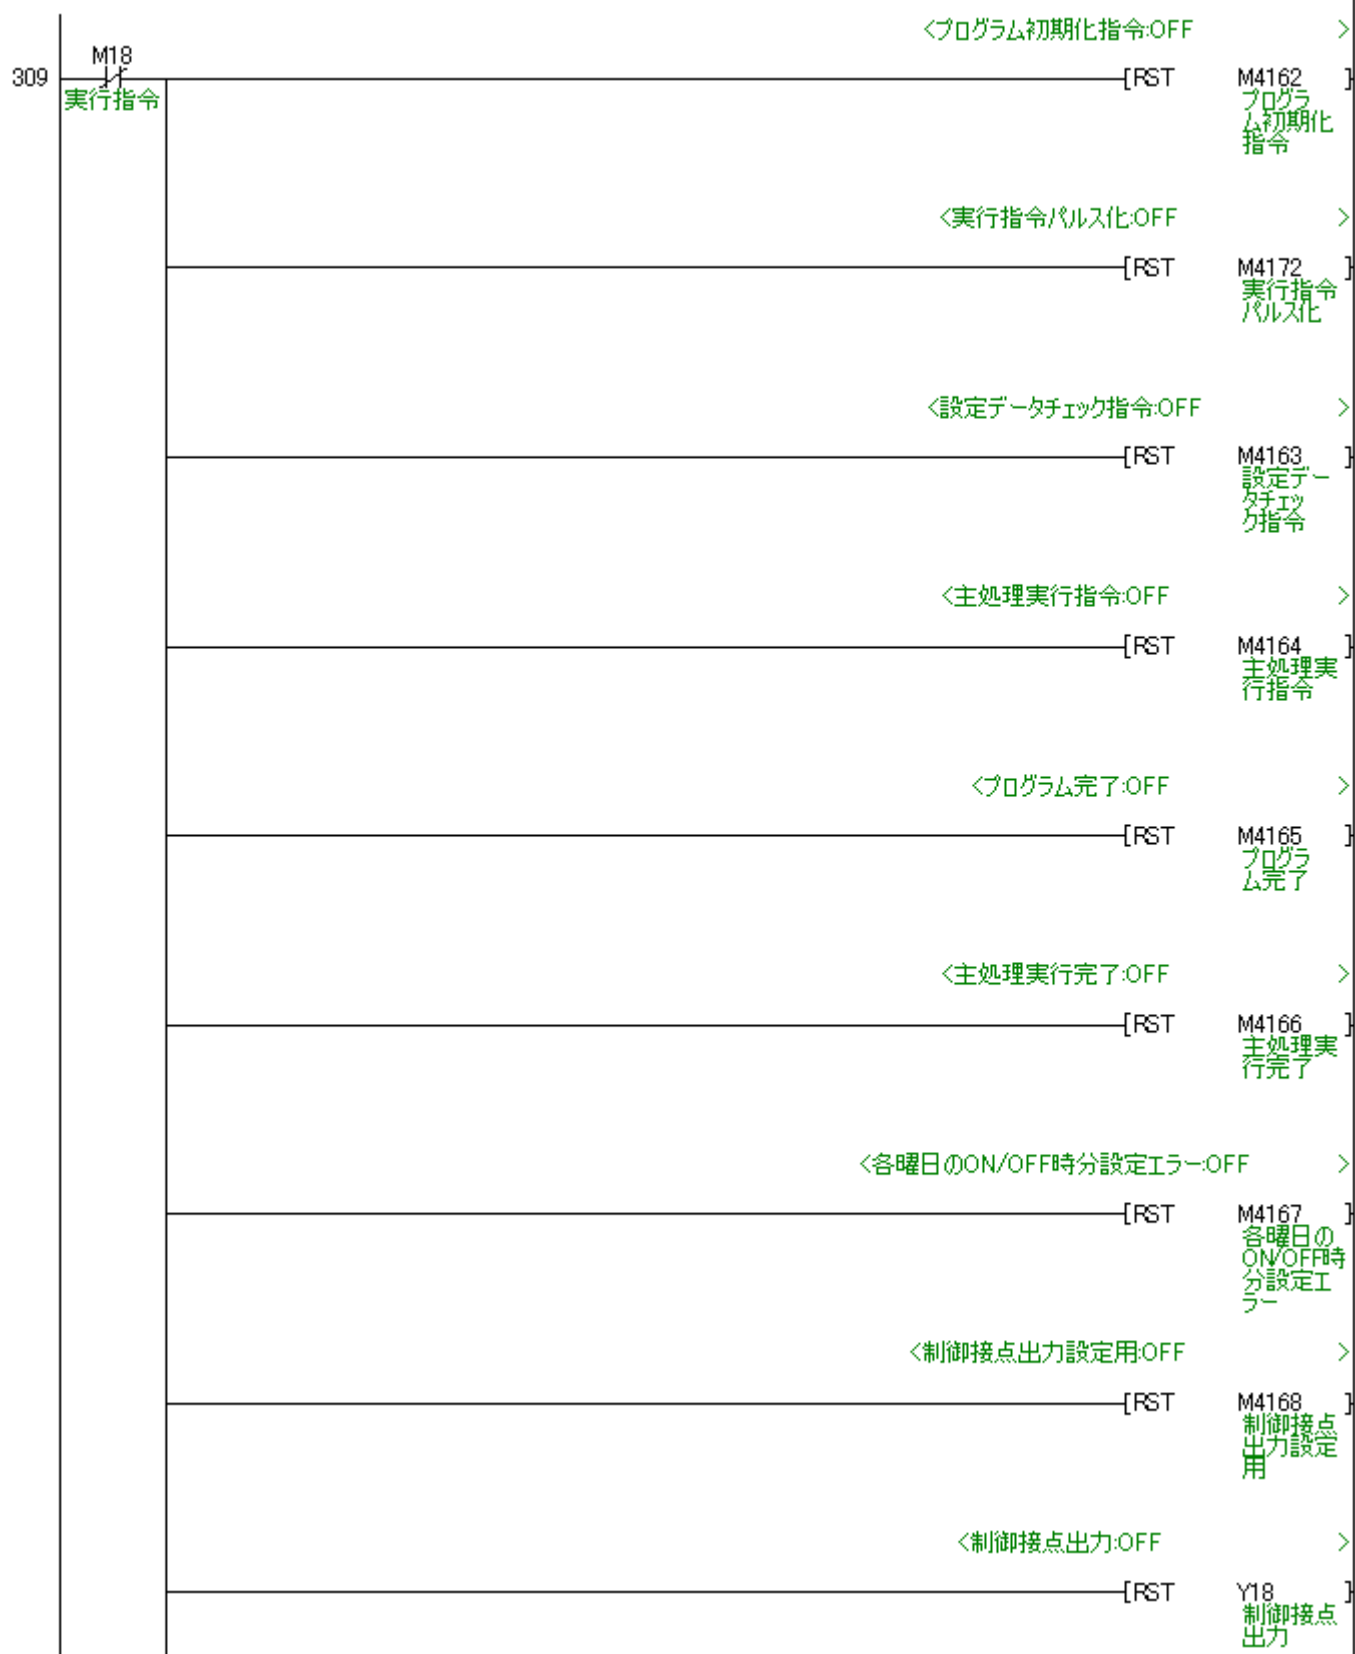 <プログラム初期化指令:OFF >
M18
309 [RST M4162 ]
実行指令
プログラ
ム初期化
指令
<実行指令パルス化:OFF >
[RST M4172 ]
実行指令
パルス化
<設定データチェック指令:OFF >
[RST M4163 ]
設定デー
タチェッ
ク指令
<主処理実行指令:OFF >
[RST M4164 ]
主処理実
行指令
<プログラム完了:OFF >
[RST M4165 ]
プログラ
ム完了
<主処理実行完了:OFF >
[RST M4166 ]
主処理実
行完了
<各曜日のON/OFF時分設定エラー:OFF >
[RST M4167 ]
各曜日の
ON/OFF時
分設定エ
ラー
<制御接点出力設定用:OFF >
[RST M4168 ]
制御接点
出力設定
用
<制御接点出力:OFF >
[RST Y18 ]
制御接点
出力